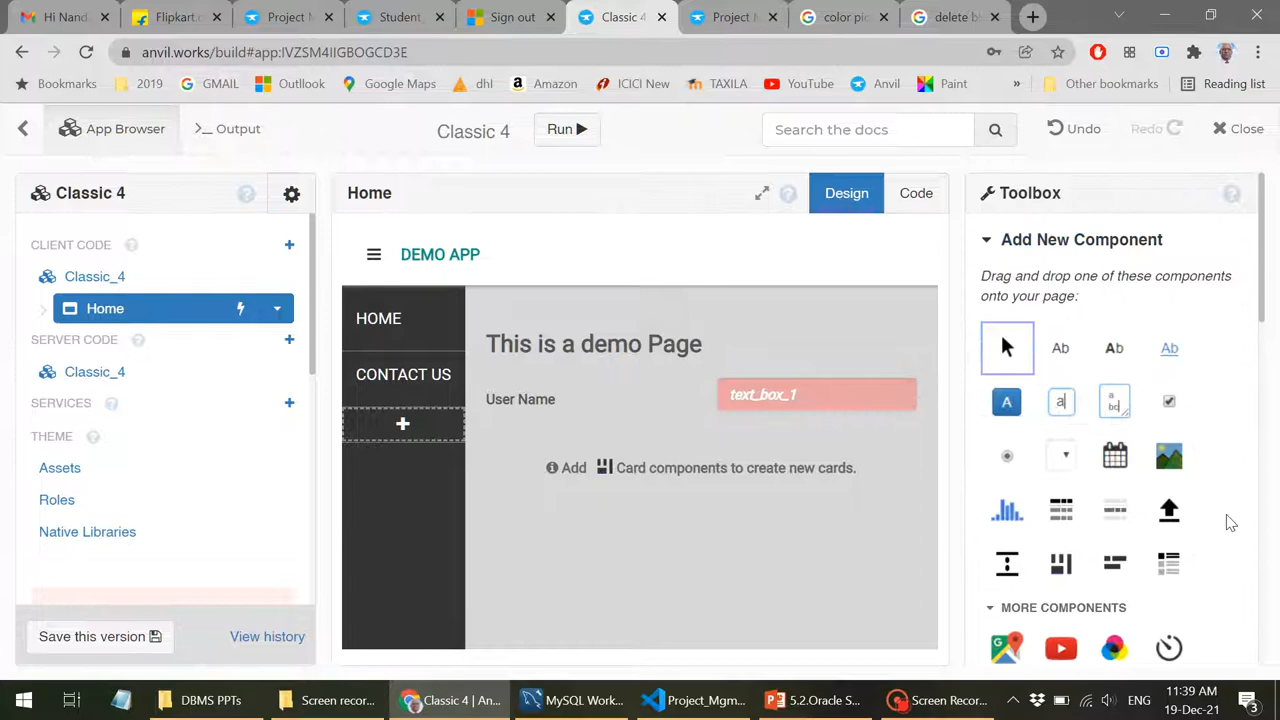 Hi Nand
Flipkart
Project M
Student
Sign out
Classic 4
Project M
color pic
delete bl
anvil.works/build#app:IVZSM4IIGBOGCD3E
Bookmarks
2019
GMAIL
Outllook
Google Maps
dhl
Amazon
ICICI New
TAXILA
YouTube
Anvil
Paint
»
Other bookmarks
Reading list
App Browser
>_ Output
Classic 4
Run
Search the docs
Undo
Redo
Close
Classic 4
CLIENT CODE
Classic_4
Home
SERVER CODE
Classic_4
SERVICES
THEME
Assets
Roles
Native Libraries
Save this version
View history
Home
Design
Code
DEMO APP
HOME
CONTACT US
This is a demo Page
User Name
text_box_1
Add Card components to create new cards.
Toolbox
Add New Component
Drag and drop one of these components
onto your page:
Ab
Ab
Ab
A
a
a
bc
MORE COMPONENTS
DBMS PPTs
Screen recor...
Classic 4 | An...
MySQL Work...
Project_Mgm...
5.2.Oracle S...
Screen Recor...
ENG
11:39 AM
19-Dec-21
3